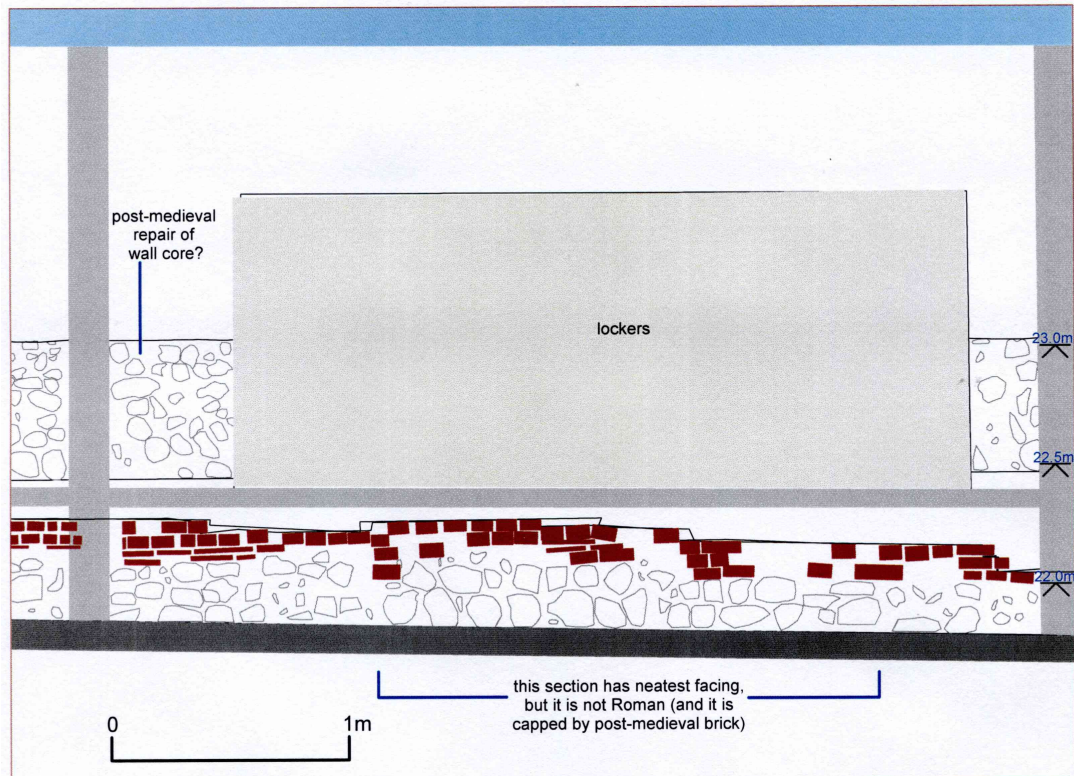 post-medieval
repair of
wall core?
lockers
23.0m
22.5m
22.0m
this section has neatest facing,
but it is not Roman (and it is
capped by post-medieval brick)
0 1m